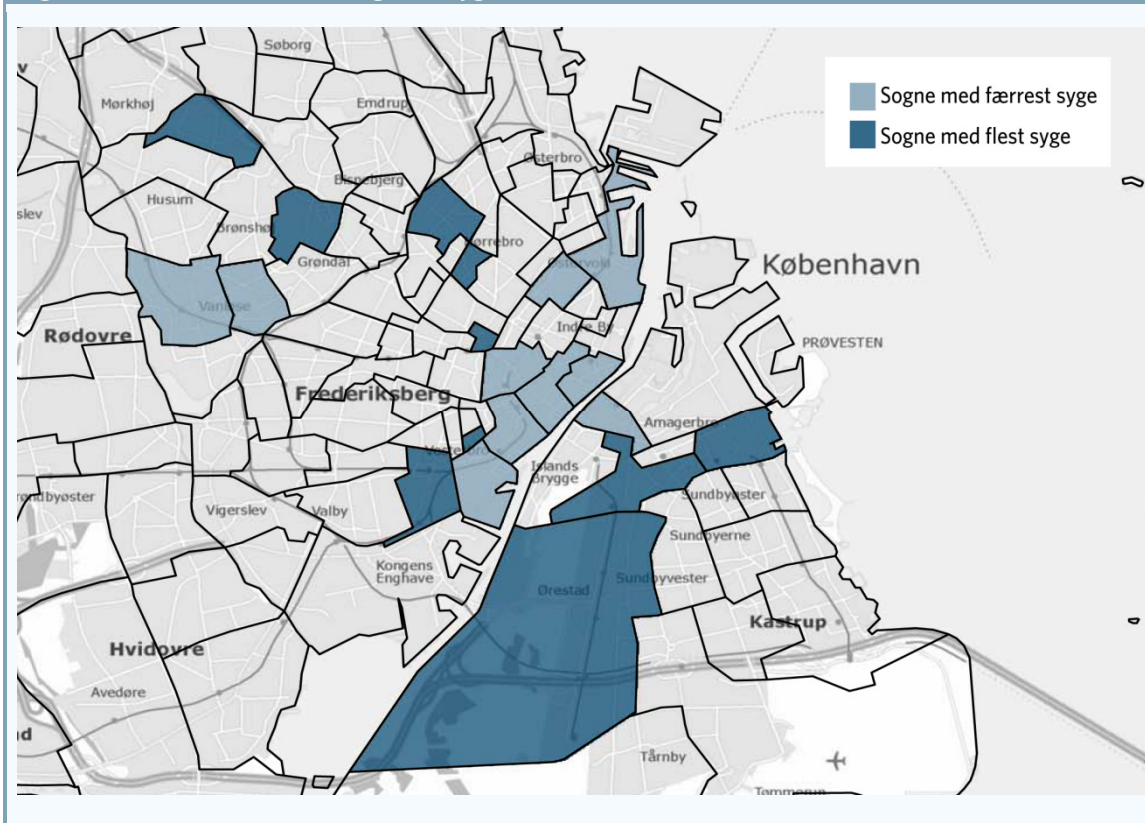 Søborg
Mørkhøj
Emdrup
Sogne med færrest syge
Sogne med flest syge
Østerbro
Bispebjerg
Husum
slev
Brønshøj
Nørrebro
Grøndal
Østervold
København
Vanløse
Indre By
Rødovre
PRØVESTEN
Frederiksberg
Amagerbro
Vesterbro
Islands
Brygge
Sundbyøster
Vigerslev
Valby
Sundbyerne
Kongens
Enghave
Ørestad
Sundbyvester
Kastrup
Hvidovre
Avedøre
Tårnby